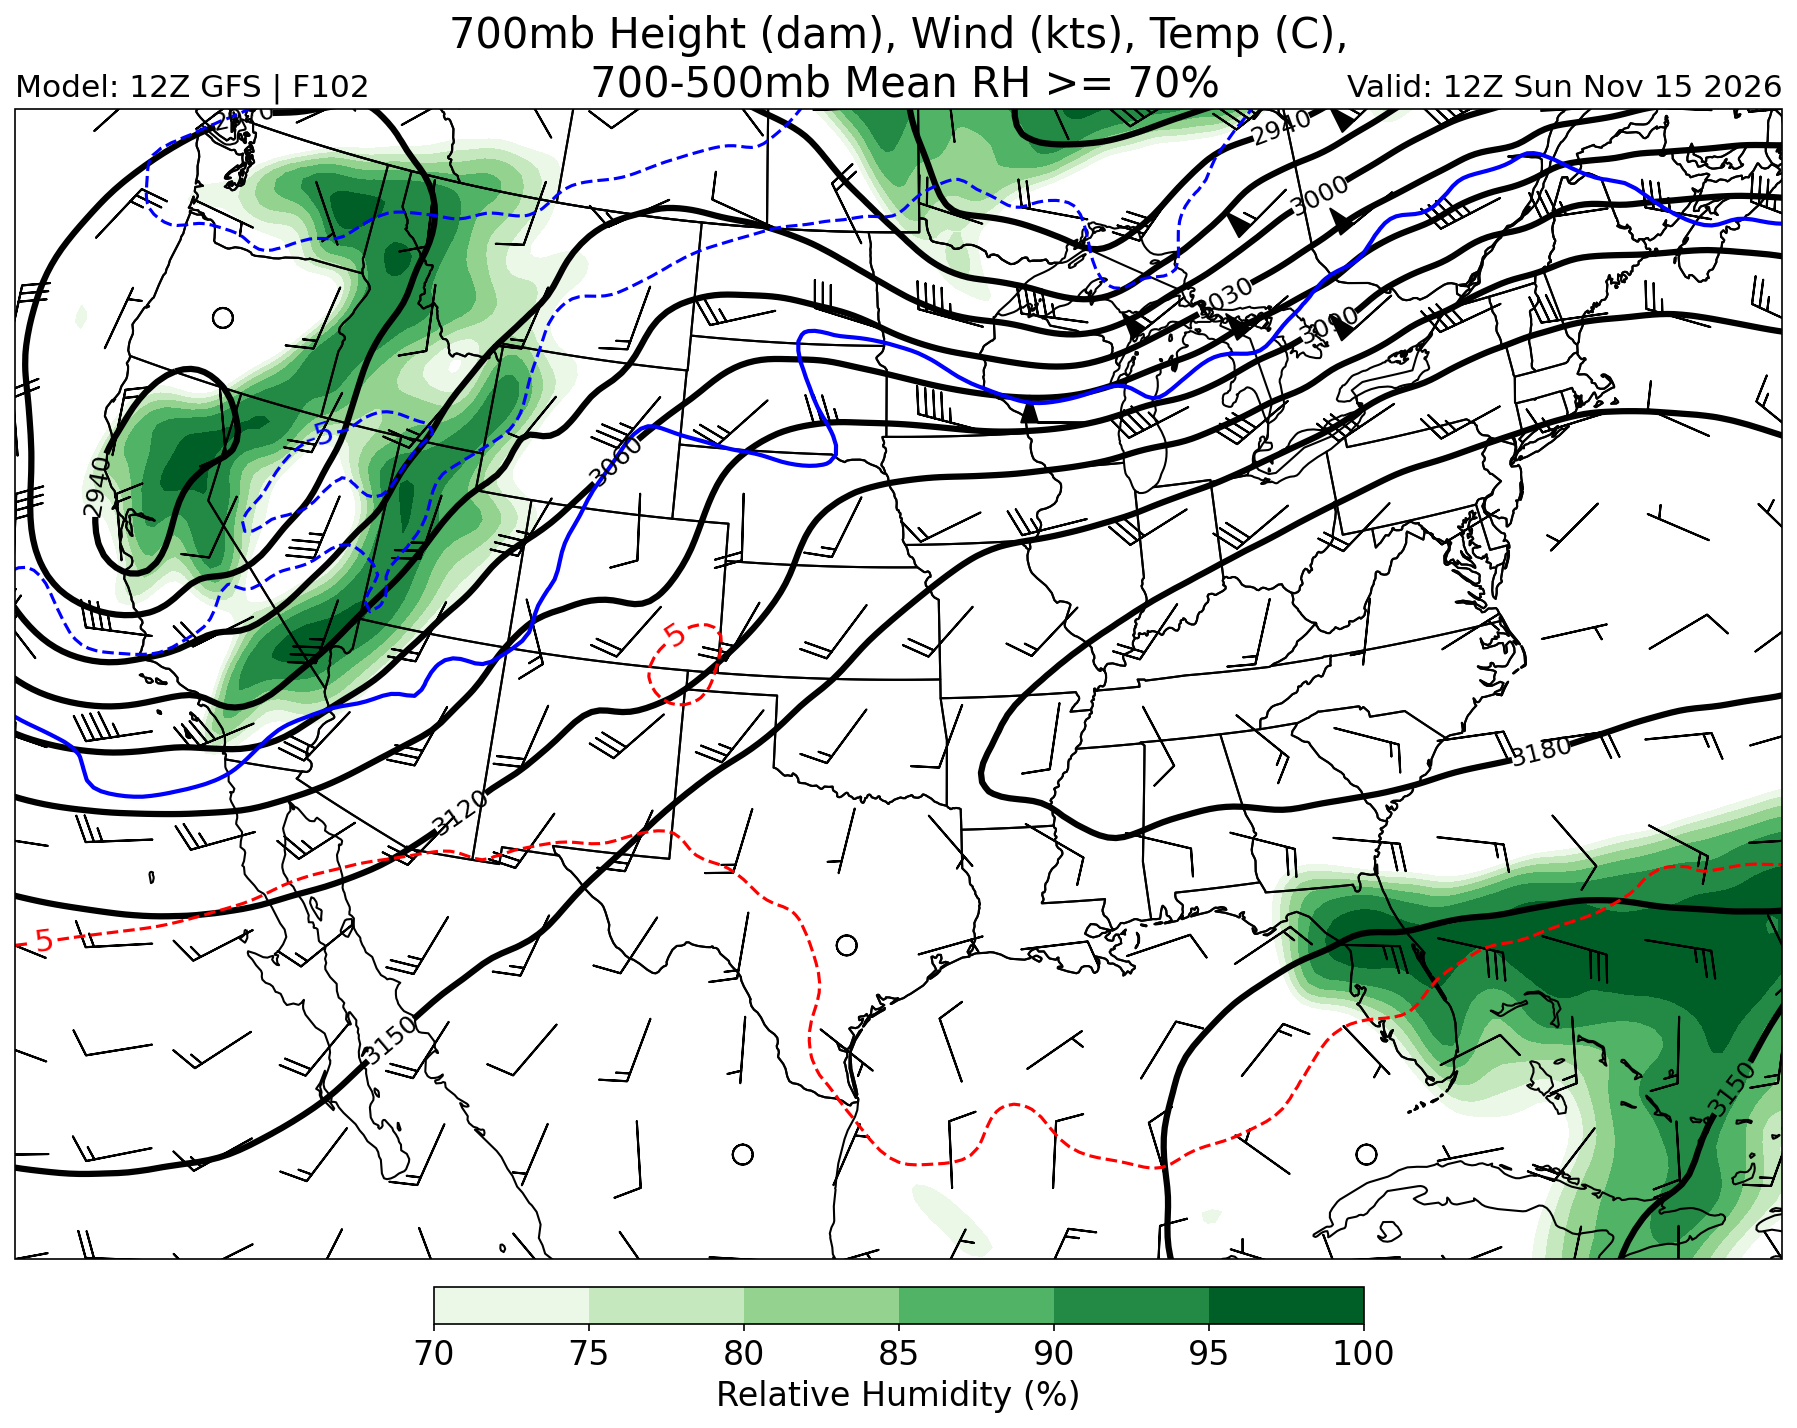 700mb Height (dam), Wind (kts), Temp (C),
700-500mb Mean RH >= 70%
Model: 12Z GFS | F102
Valid: 12Z Sun Nov 15 2026
2940
3000
3030
3090
5
3060
2940
5
3180
3120
5
3150
3150
70 75 80 85 90 95 100
Relative Humidity (%)